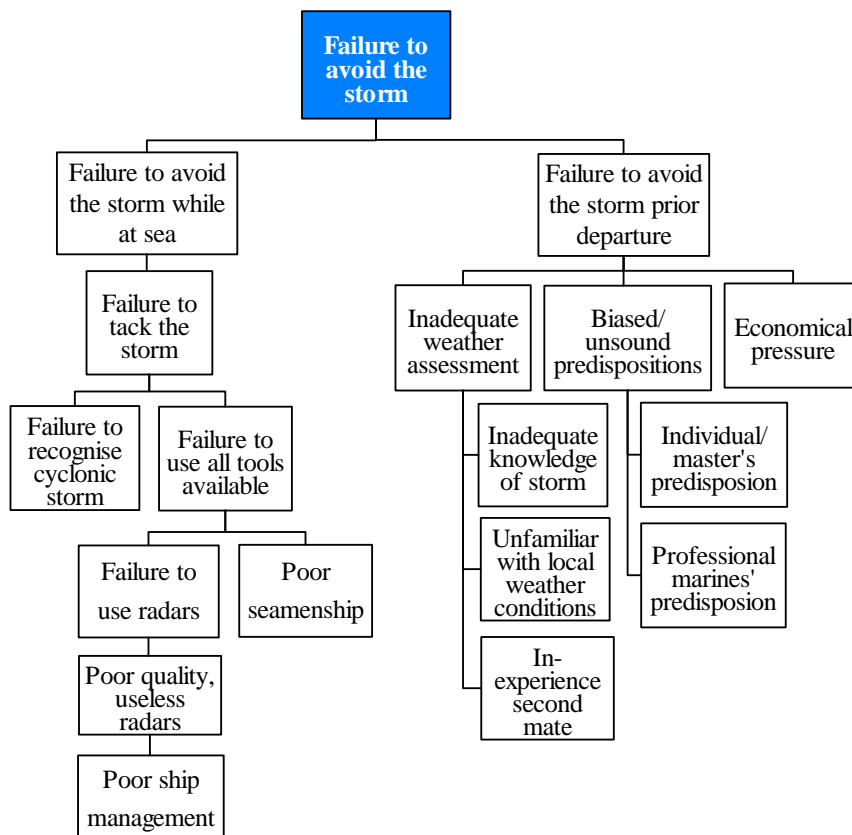 Failure to
avoid the
storm
Failure to avoid
the storm while
at sea
Failure to avoid
the storm prior
departure
Failure to
tack the
storm
Inadequate
weather
assessment
Biased/
unsound
predispositions
Economical
pressure
Failure to
recognise
cyclonic
storm
Failure to
use all tools
available
Inadequate
knowledge
of storm
Individual/
master's
predisposion
Failure to
use radars
Poor
seamenship
Unfamiliar
with local
weather
conditions
Professional
marines'
predisposion
Poor quality,
useless
radars
In-
experience
second
mate
Poor ship
management